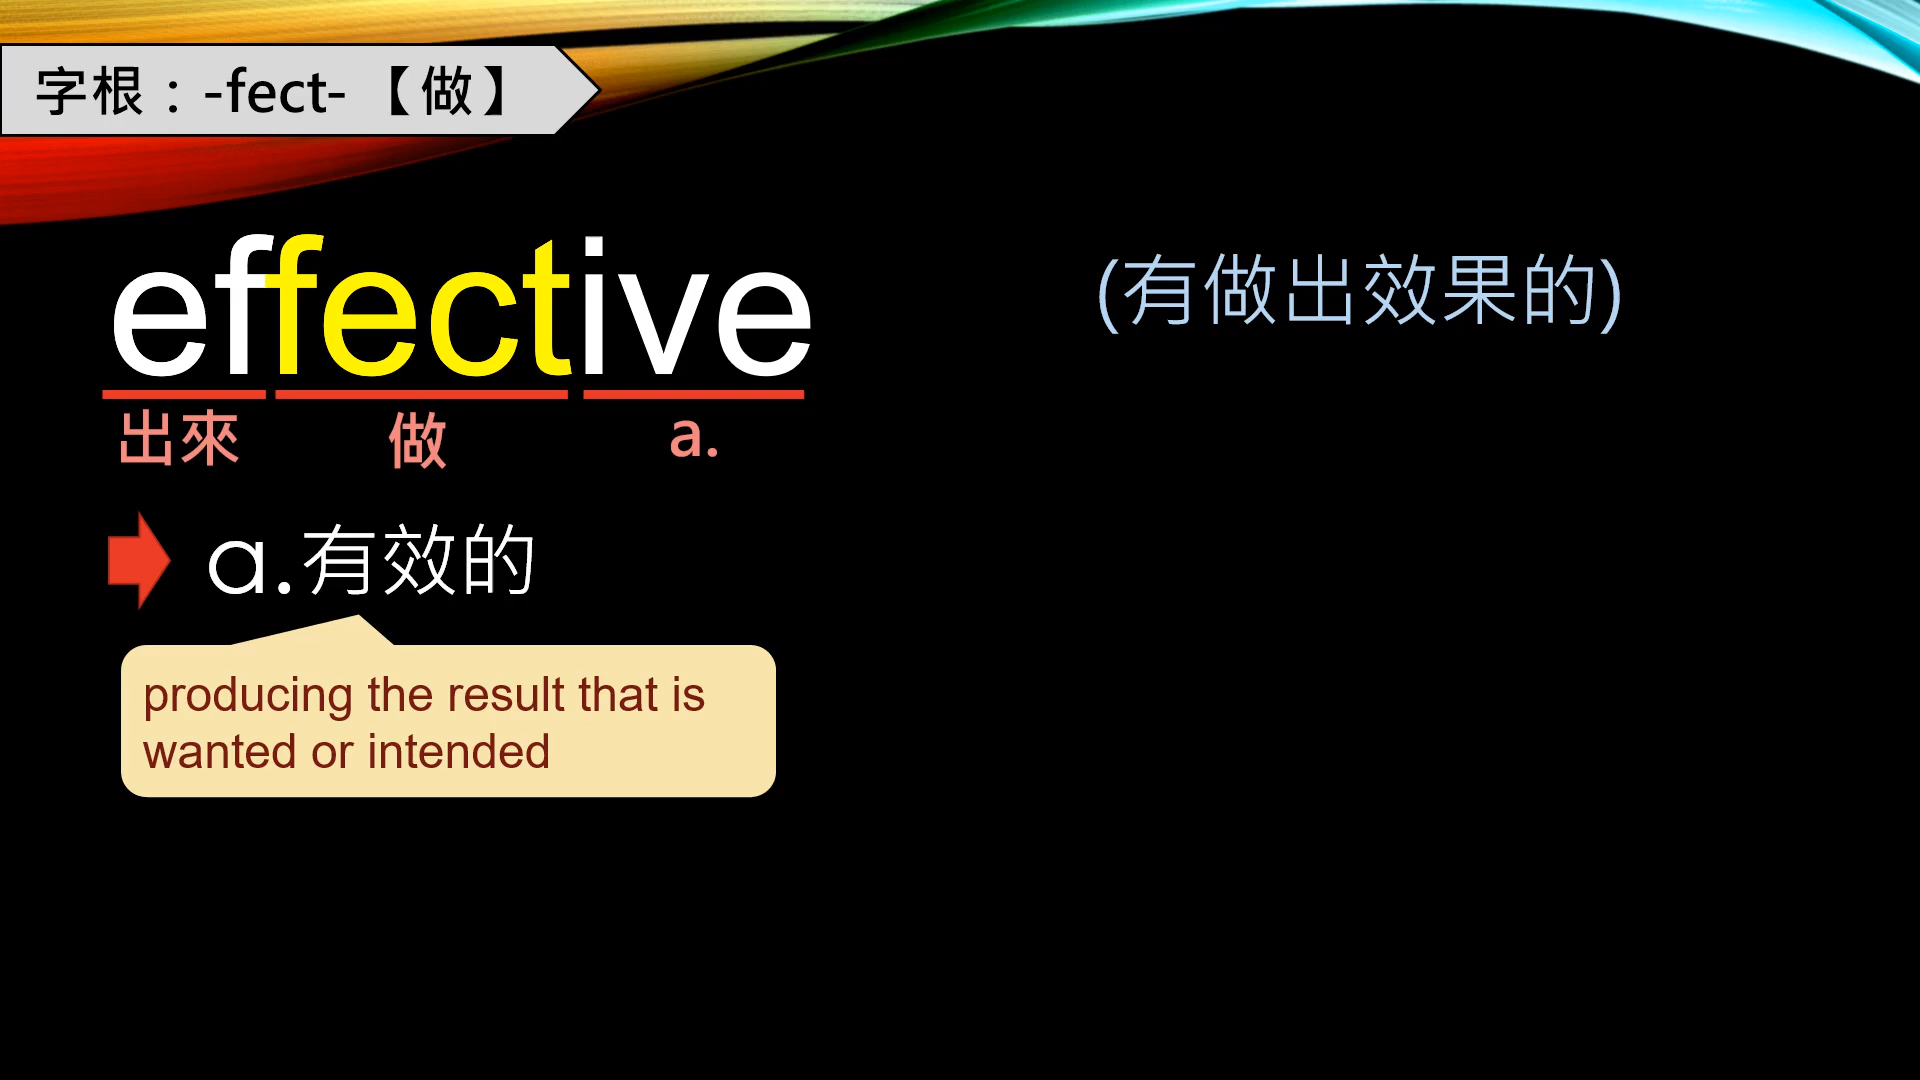 字根：-fect-【做】
effective
(有做出效果的)
出來 做 a.
a.有效的
producing the result that is
wanted or intended